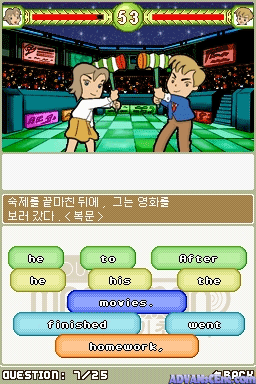 53
숙제를 끝마친 뒤에 , 그는 영화를
보러 갔다 . <복문>
he to After
he his the
movies.
finished went
homework,
QUESTION: 7/25 BACK
ADVANSCENE.COM